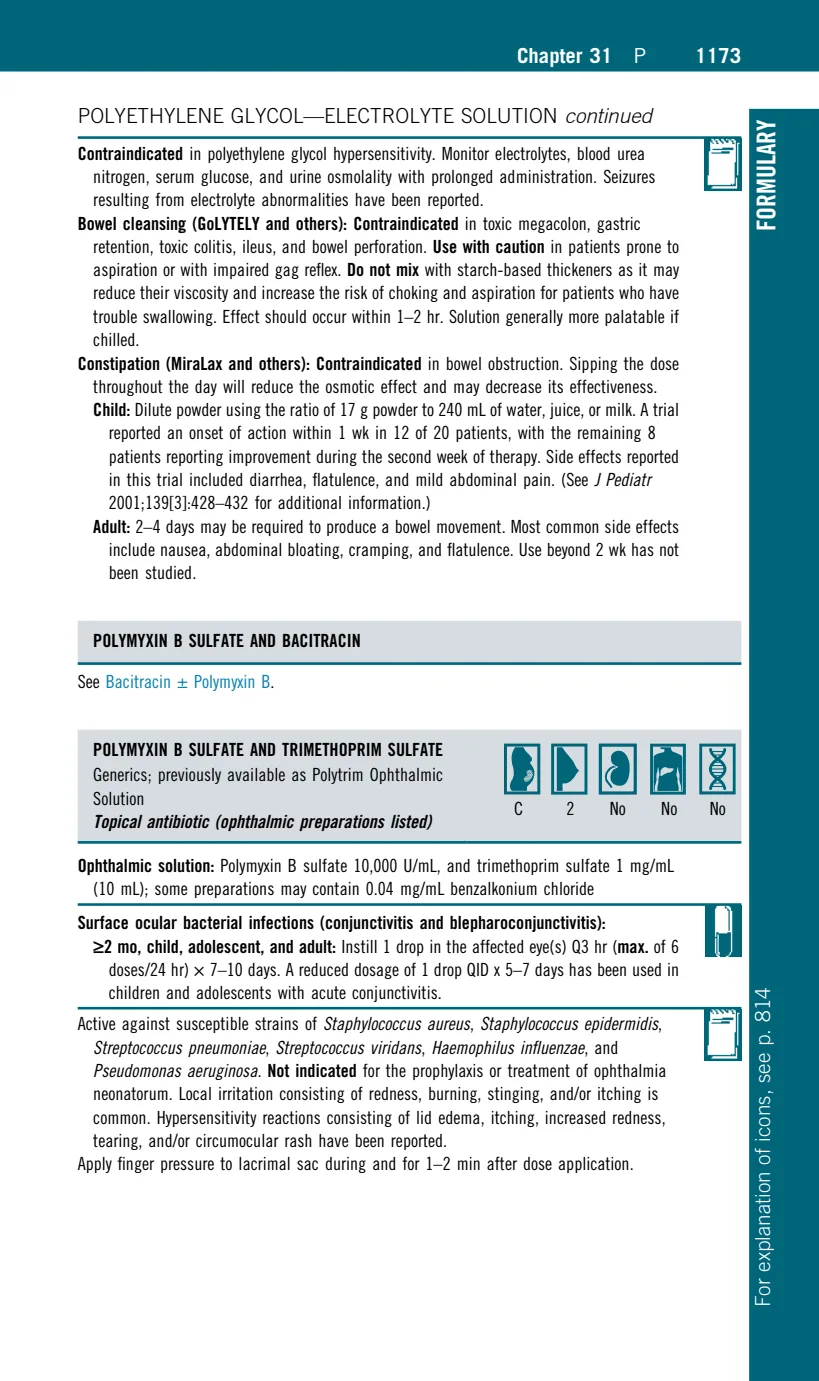 Chapter 31 P 1173
POLYETHYLENE GLYCOL—ELECTROLYTE SOLUTION continued
Contraindicated in polyethylene glycol hypersensitivity. Monitor electrolytes, blood urea
nitrogen, serum glucose, and urine osmolality with prolonged administration. Seizures
resulting from electrolyte abnormalities have been reported.
Bowel cleansing (GoLYTELY and others): Contraindicated in toxic megacolon, gastric
retention, toxic colitis, ileus, and bowel perforation. Use with caution in patients prone to
aspiration or with impaired gag reflex. Do not mix with starch-based thickeners as it may
reduce their viscosity and increase the risk of choking and aspiration for patients who have
trouble swallowing. Effect should occur within 1–2 hr. Solution generally more palatable if
chilled.
Constipation (MiraLax and others): Contraindicated in bowel obstruction. Sipping the dose
throughout the day will reduce the osmotic effect and may decrease its effectiveness.
Child: Dilute powder using the ratio of 17 g powder to 240 mL of water, juice, or milk. A trial
reported an onset of action within 1 wk in 12 of 20 patients, with the remaining 8
patients reporting improvement during the second week of therapy. Side effects reported
in this trial included diarrhea, flatulence, and mild abdominal pain. (See J Pediatr
2001;139[3]:428–432 for additional information.)
Adult: 2–4 days may be required to produce a bowel movement. Most common side effects
include nausea, abdominal bloating, cramping, and flatulence. Use beyond 2 wk has not
been studied.
POLYMYXIN B SULFATE AND BACITRACIN
See Bacitracin ± Polymyxin B.
POLYMYXIN B SULFATE AND TRIMETHOPRIM SULFATE
Generics; previously available as Polytrim Ophthalmic
Solution
Topical antibiotic (ophthalmic preparations listed)
C 2 No No No
Ophthalmic solution: Polymyxin B sulfate 10,000 U/mL, and trimethoprim sulfate 1 mg/mL
(10 mL); some preparations may contain 0.04 mg/mL benzalkonium chloride
Surface ocular bacterial infections (conjunctivitis and blepharoconjunctivitis):
≥2 mo, child, adolescent, and adult: Instill 1 drop in the affected eye(s) Q3 hr (max. of 6
doses/24 hr) × 7–10 days. A reduced dosage of 1 drop QID x 5–7 days has been used in
children and adolescents with acute conjunctivitis.
Active against susceptible strains of Staphylococcus aureus, Staphylococcus epidermidis,
Streptococcus pneumoniae, Streptococcus viridans, Haemophilus influenzae, and
Pseudomonas aeruginosa. Not indicated for the prophylaxis or treatment of ophthalmia
neonatorum. Local irritation consisting of redness, burning, stinging, and/or itching is
common. Hypersensitivity reactions consisting of lid edema, itching, increased redness,
tearing, and/or circumocular rash have been reported.
Apply finger pressure to lacrimal sac during and for 1–2 min after dose application.
FORMULARY
For explanation of icons, see p. 814